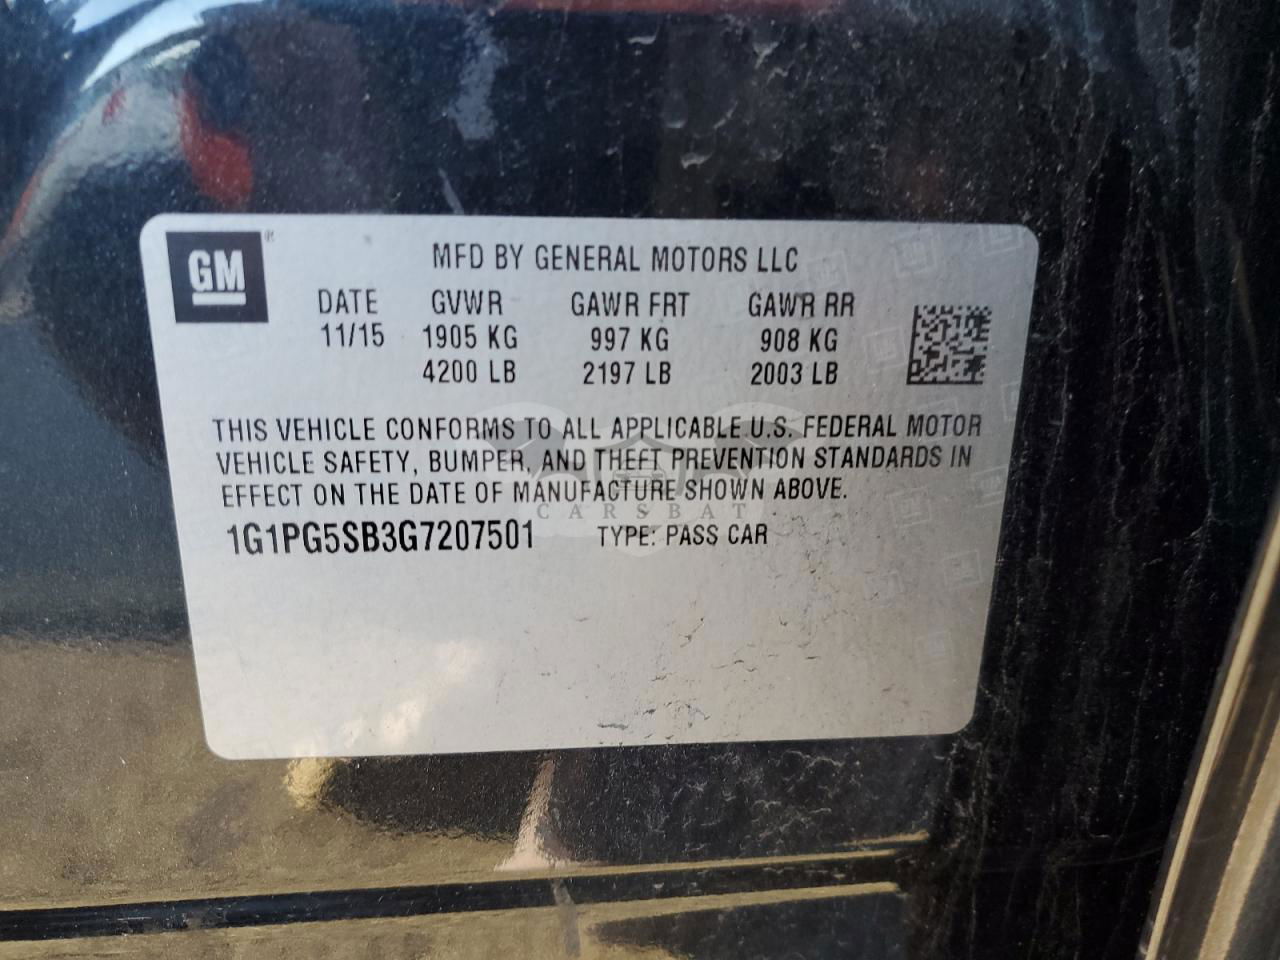 GM®
MFD BY GENERAL MOTORS LLC
DATE GVWR GAWR FRT GAWR RR
11/15 1905 KG 997 KG 908 KG
4200 LB 2197 LB 2003 LB
THIS VEHICLE CONFORMS TO ALL APPLICABLE U.S. FEDERAL MOTOR
VEHICLE SAFETY, BUMPER, AND THEFT PREVENTION STANDARDS IN
EFFECT ON THE DATE OF MANUFACTURE SHOWN ABOVE.
CARSBAT
1G1PG5SB3G7207501 TYPE: PASS CAR